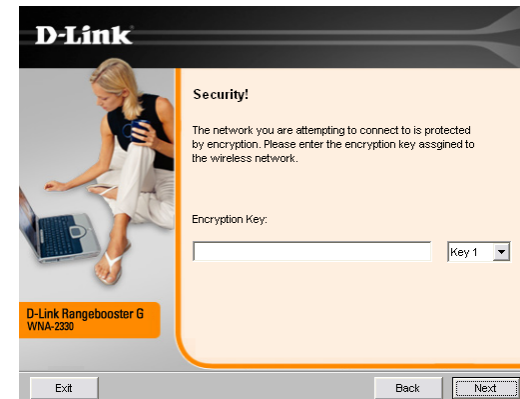 D-Link
Security!
The network you are attempting to connect to is protected
by encryption. Please enter the encryption key assgined to
the wireless network.
Encryption Key:
Key 1
D-Link Rangebooster G
WNA-2330
Exit
Back
Next